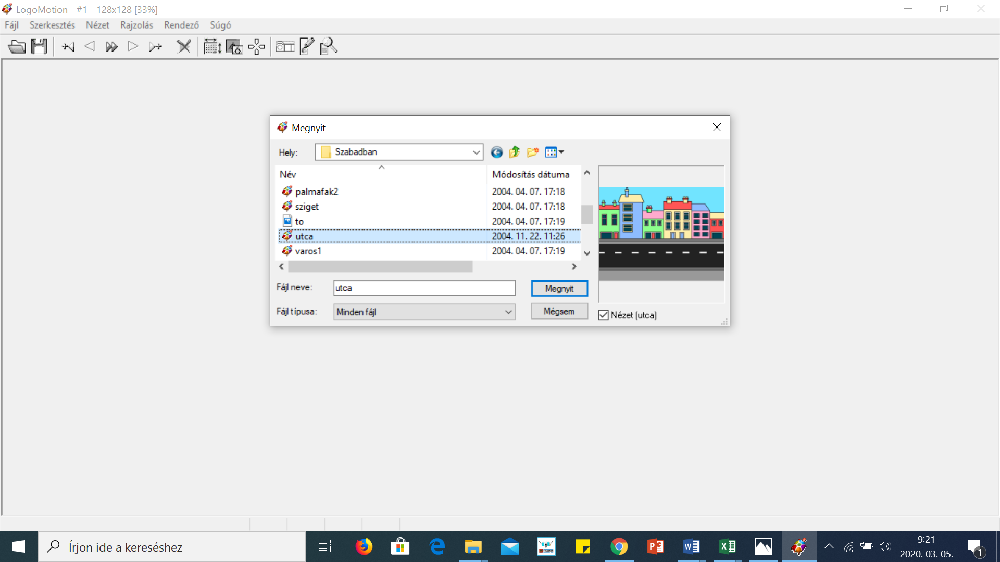 LogoMotion - #1 - 128x128 [33%]
Fájl Szerkesztés Nézet Rajzolás Rendező Súgó
Megnyit
Hely: Szabadban
Név Módosítás dátuma
palmafak2 2004. 04. 07. 17:18
sziget 2004. 04. 07. 17:18
to 2004. 04. 07. 17:19
utca 2004. 11. 22. 11:26
varos1 2004. 04. 07. 17:19
Fájl neve: utca Megnyit
Fájl típusa: Minden fájl Mégsem
Nézet (utca)
Írjon ide a kereséshez
9:21
2020. 03. 05.
1